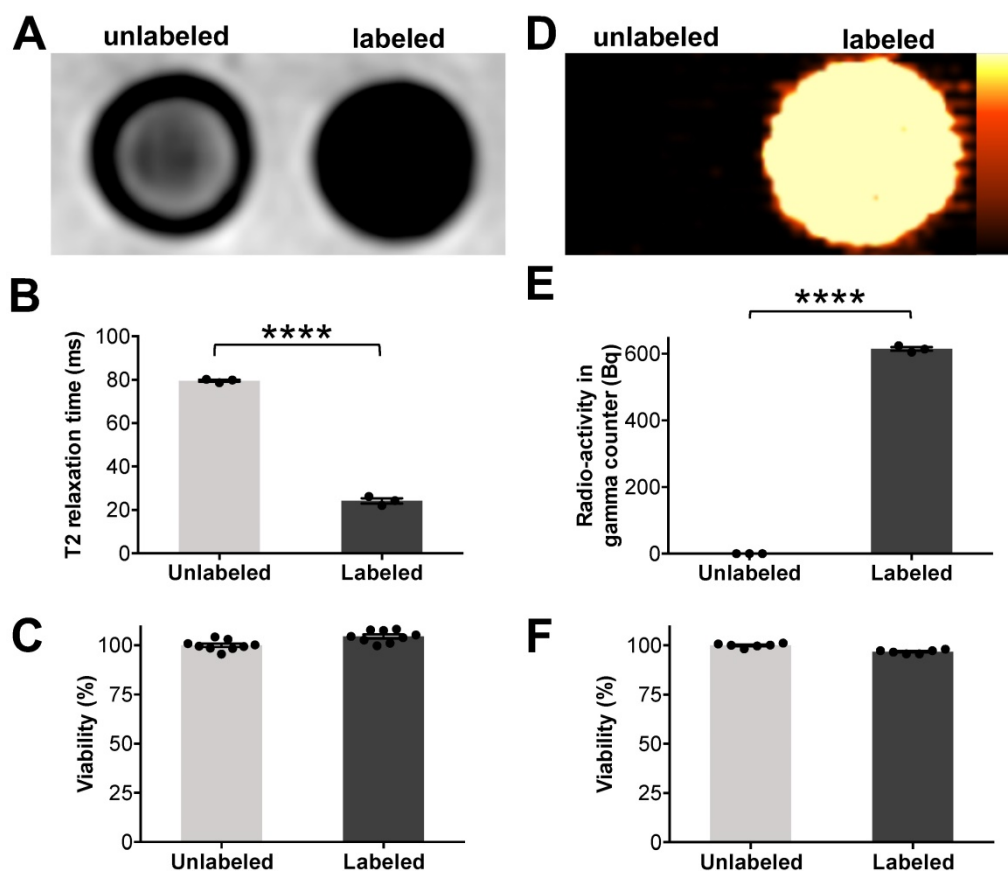 A
unlabeled labeled
D
unlabeled labeled
B
T2 relaxation time (ms)
100
80
60
40
20
0
****
Unlabeled Labeled
E
Radio-activity in
gamma counter (Bq)
600
400
200
0
****
Unlabeled Labeled
C
Viability (%)
100
75
50
25
0
Unlabeled Labeled
F
Viability (%)
100
75
50
25
0
Unlabeled Labeled